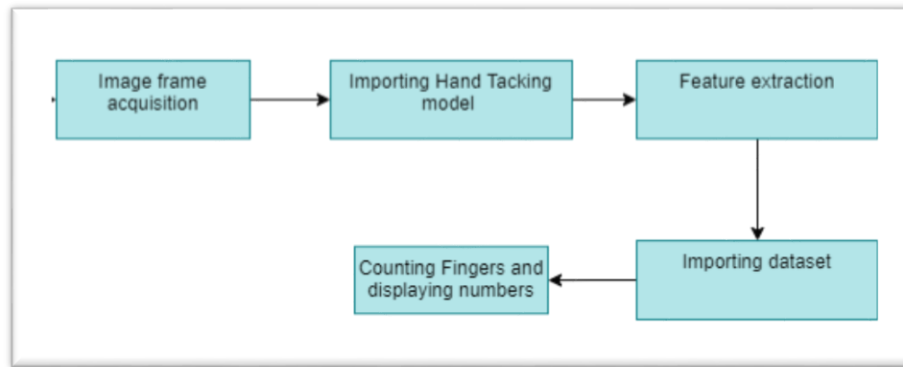 Image frame
acquisition
Importing Hand Tacking
model
Feature extraction
Importing dataset
Counting Fingers and
displaying numbers